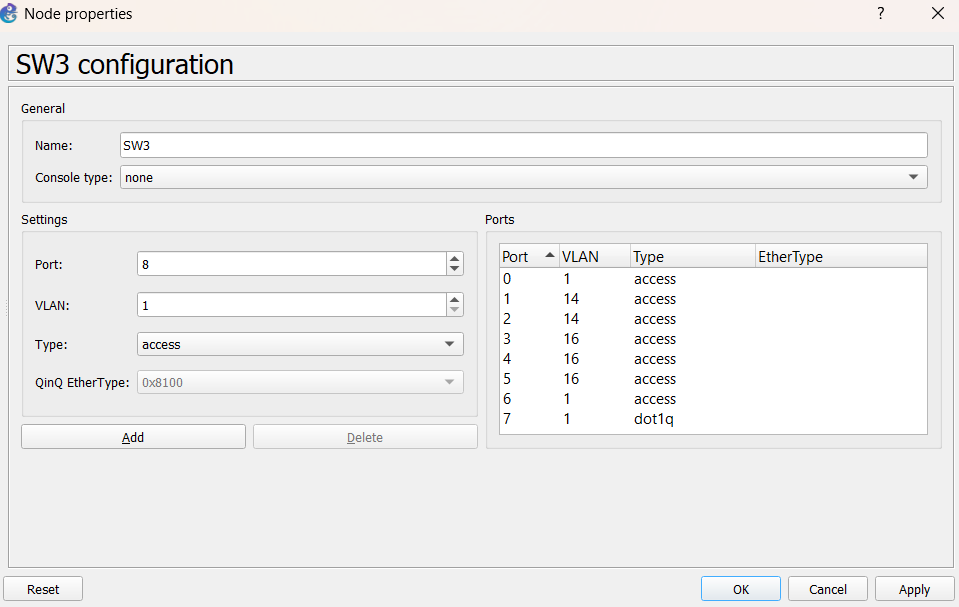 Node properties ?
SW3 configuration
General
Name: SW3
Console type: none
Settings
Port: 8
VLAN: 1
Type: access
QinQ EtherType: 0x8100
Add Delete
Ports
Port VLAN Type EtherType
0 1 access
1 14 access
2 14 access
3 16 access
4 16 access
5 16 access
6 1 access
7 1 dot1q
Reset OK Cancel Apply